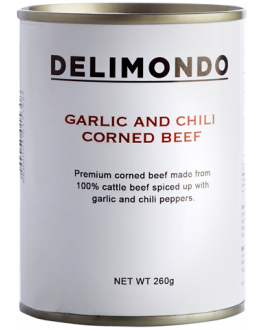 DELIMONDO
GARLIC AND CHILI
CORNED BEEF
Premium corned beef made from
100% cattle beef spiced up with
garlic and chili peppers.
NET WT 260g